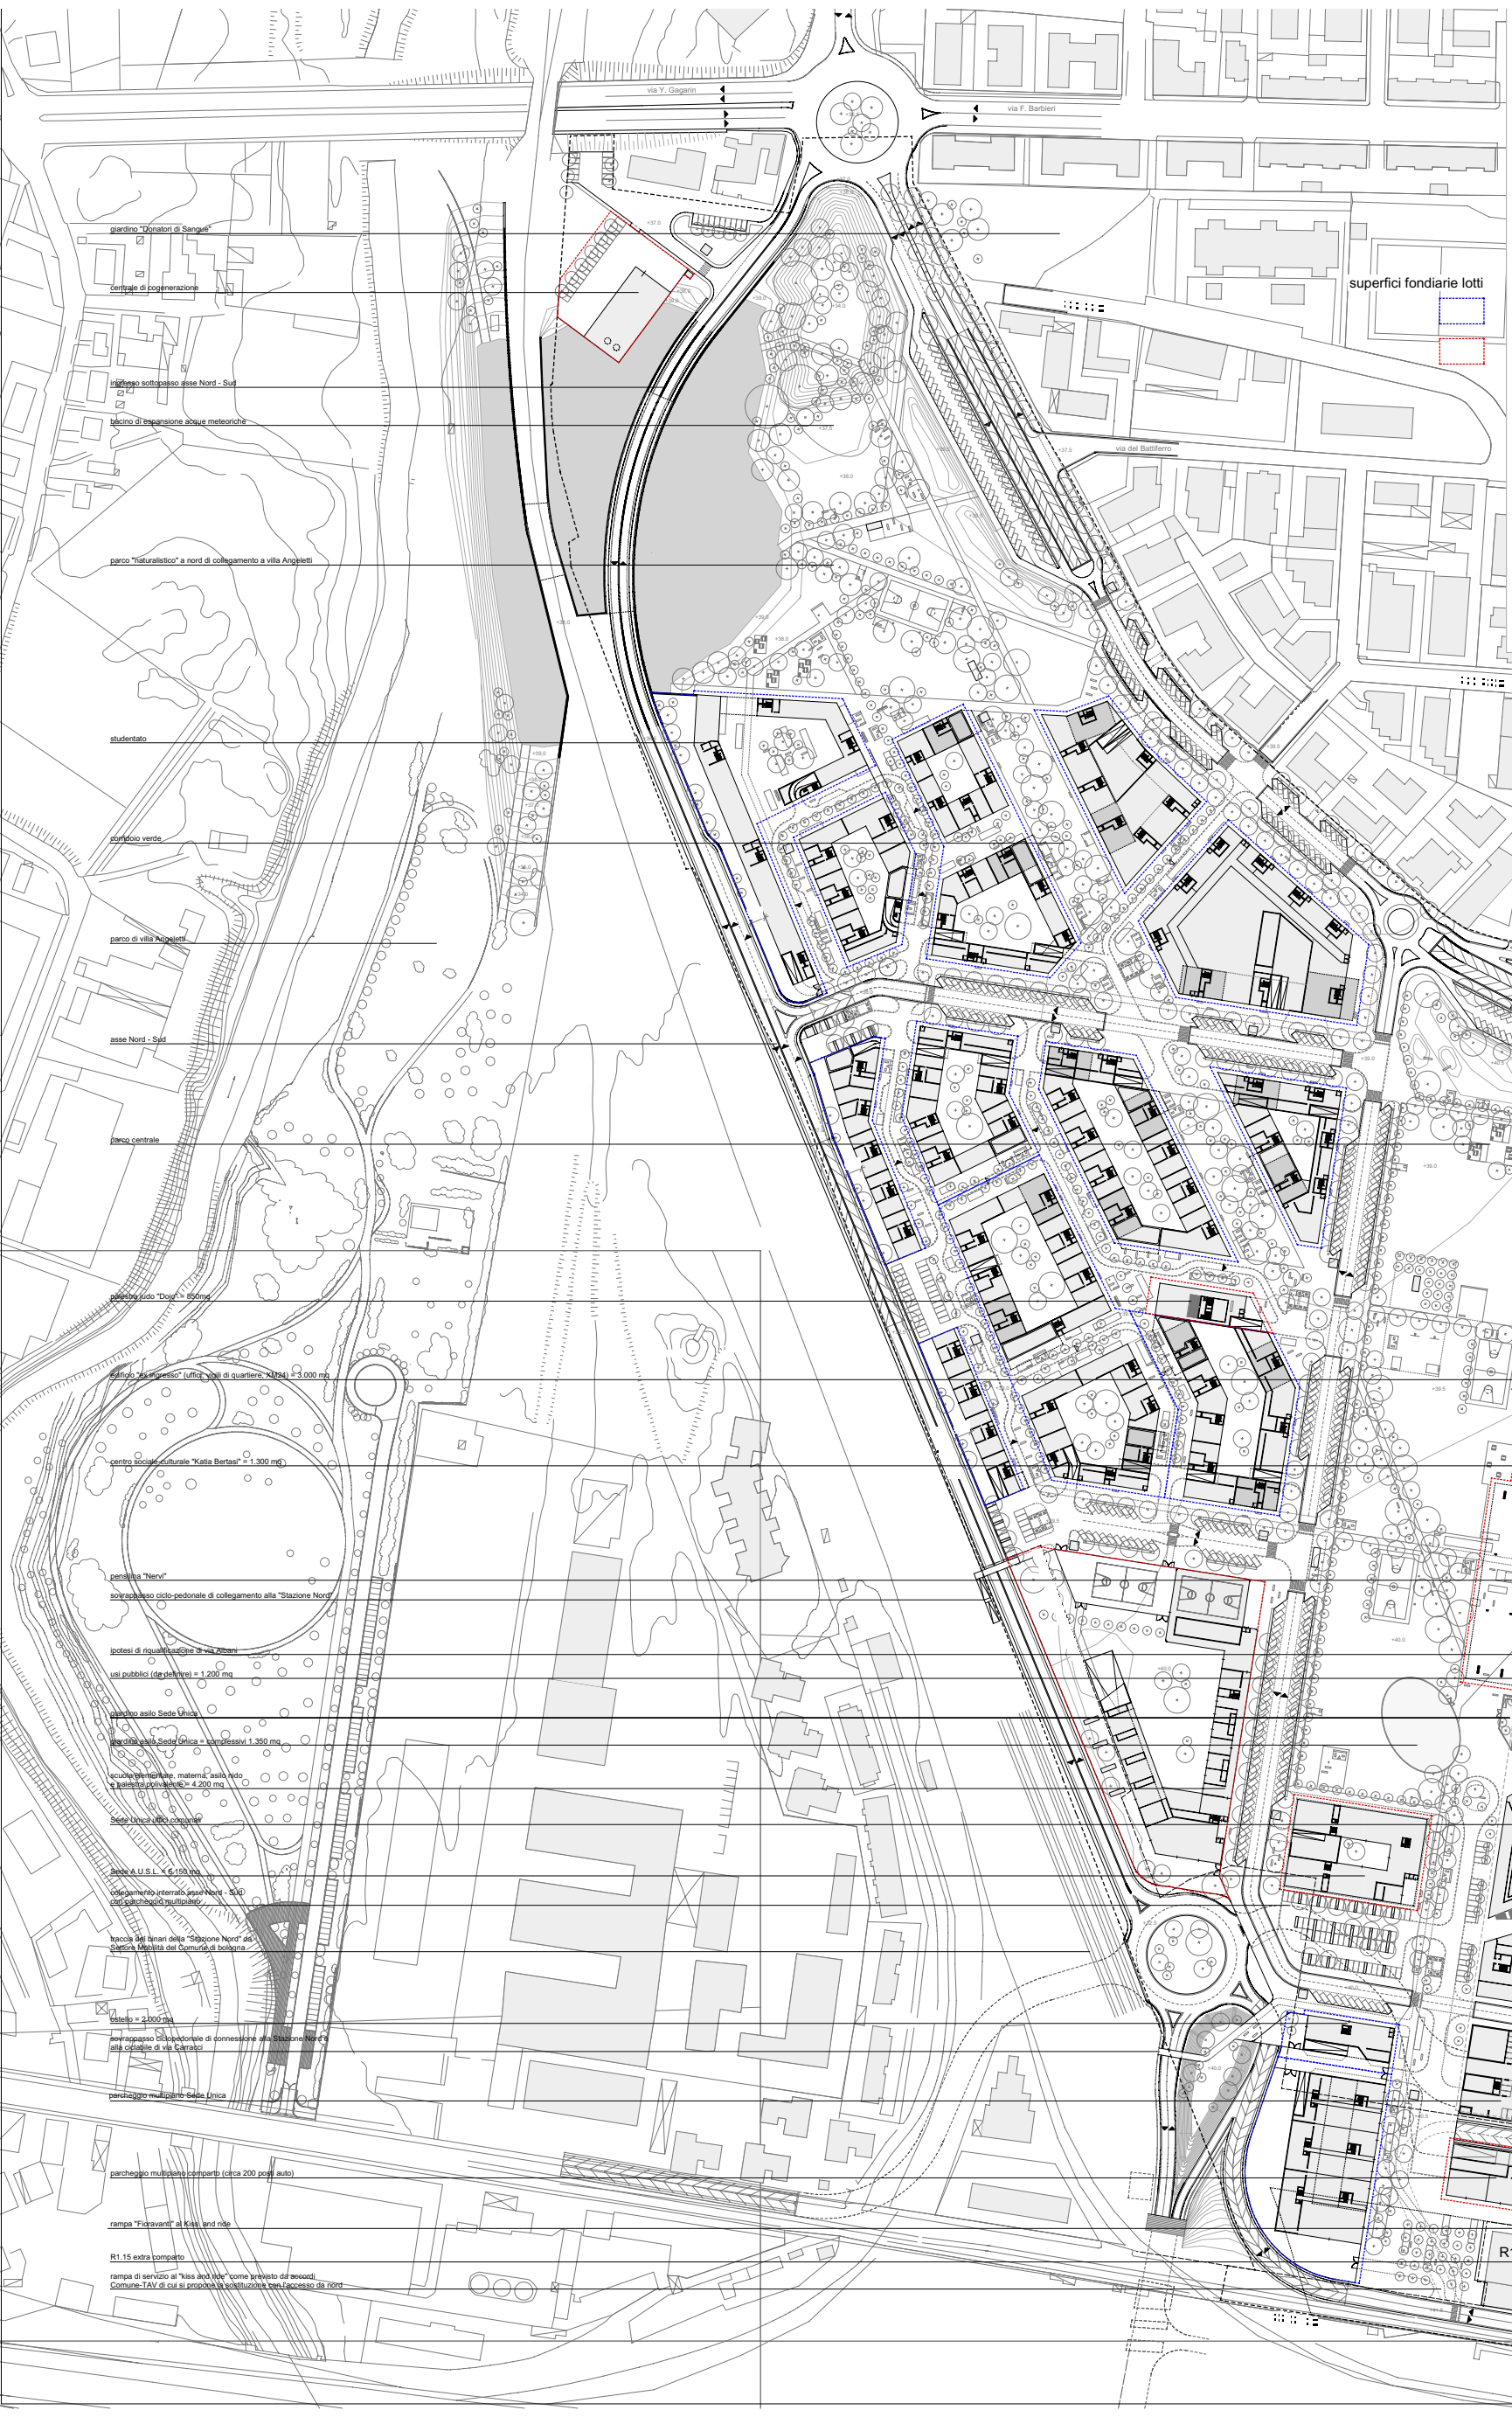 via Y. Gagarin
via F. Barbieri
giardino "Donatori di Sangue"
superfici fondiarie lotti
centrale di cogenerazione
ingresso sottopasso asse Nord - Sud
bacino di espansione acque meteoriche
via del Battiferro
parco "naturalistico" a nord di collegamento a villa Angeletti
studentato
corridoio verde
parco di villa Angeletti
asse Nord - Sud
parco centrale
palestra judo "Dojo" = 850mq
edificio "ex ingresso" (uffici, vigili di quartiere, XM24) = 3.000 mq
centro sociale-culturale "Katia Bertasi" = 1.300 mq
pensilina "Nervi"
sovrappasso ciclo-pedonale di collegamento alla "Stazione Nord"
ipotesi di riqualificazione di via Albani
usi pubblici (da definire) = 1.200 mq
giardino asilo Sede Unica
giardino asilo Sede Unica = complessivi 1.350 mq
scuola elementare, materna, asilo nido
e palestra polivalente = 4.200 mq
Sede Unica uffici comunali
Sede A.U.S.L. = 6.150 mq
collegamento interrato asse Nord - Sud
con parcheggio multipiano
traccia dei binari della "Stazione Nord" da
Settore Mobilità del Comune di bologna
ostello = 2.000 mq
sovrappasso ciclopedonale di connessione alla Stazione Nord e
alla ciclabile di via Carracci
parcheggio multipiano Sede Unica
parcheggio multipiano comparto (circa 200 posti auto)
rampa "Fioravanti" al Kiss and ride
R1.15 extra comparto
rampa di servizio al "kiss and ride" come previsto da accordi
Comune-TAV di cui si propone la sostituzione con l'accesso da nord